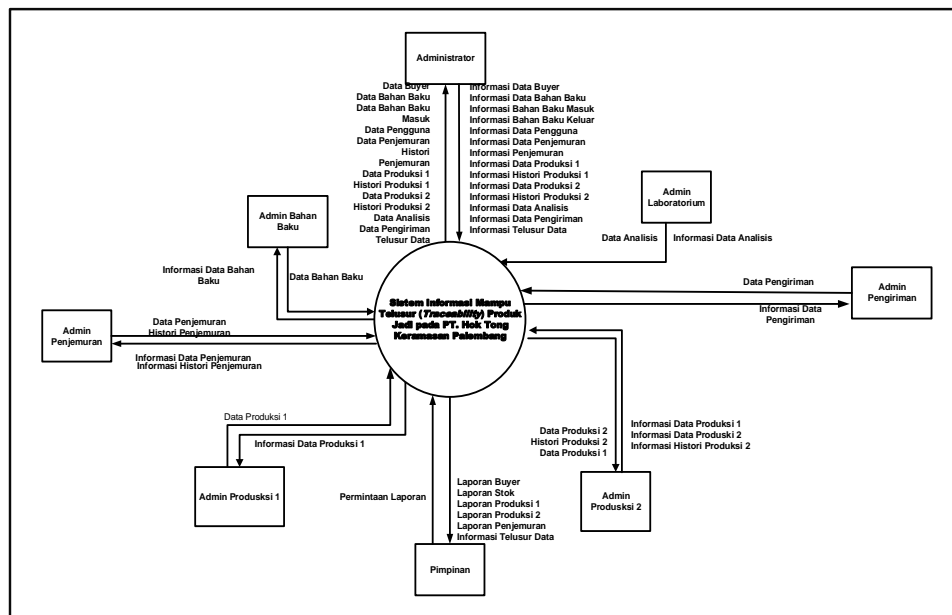 Administrator
Data Buyer
Data Bahan Baku
Data Bahan Baku
Masuk
Data Pengguna
Data Penjemuran
Histori
Penjemuran
Data Produksi 1
Histori Produksi 1
Data Produksi 2
Histori Produksi 2
Data Analisis
Data Pengiriman
Telusur Data
Informasi Data Buyer
Informasi Data Bahan Baku
Informasi Bahan Baku Masuk
Informasi Bahan Baku Keluar
Informasi Data Pengguna
Informasi Data Penjemuran
Informasi Penjemuran
Informasi Data Produksi 1
Informasi Histori Produksi 1
Informasi Data Produksi 2
Informasi Histori Produksi 2
Informasi Data Analisis
Informasi Data Pengiriman
Informasi Telusur Data
Admin
Laboratorium
Data Analisis
Informasi Data Analisis
Admin Bahan
Baku
Informasi Data Bahan
Baku
Data Bahan Baku
Admin
Pengiriman
Data Pengiriman
Informasi Data
Pengiriman
Sistem Informasi Mampu
Telusur (Traceability) Produk
Jadi pada PT. Hok Tong
Keramasan Palembang
Admin
Penjemuran
Data Penjemuran
Histori Penjemuran
Informasi Data Penjemuran
Informasi Histori Penjemuran
Data Produksi 1
Informasi Data Produksi 1
Admin Produsksi 1
Data Produksi 2
Histori Produksi 2
Data Produksi 1
Informasi Data Produksi 1
Informasi Data Produski 2
Informasi Histori Produksi 2
Admin
Produsksi 2
Permintaan Laporan
Laporan Buyer
Laporan Stok
Laporan Produksi 1
Laporan Produksi 2
Laporan Penjemuran
Informasi Telusur Data
Pimpinan